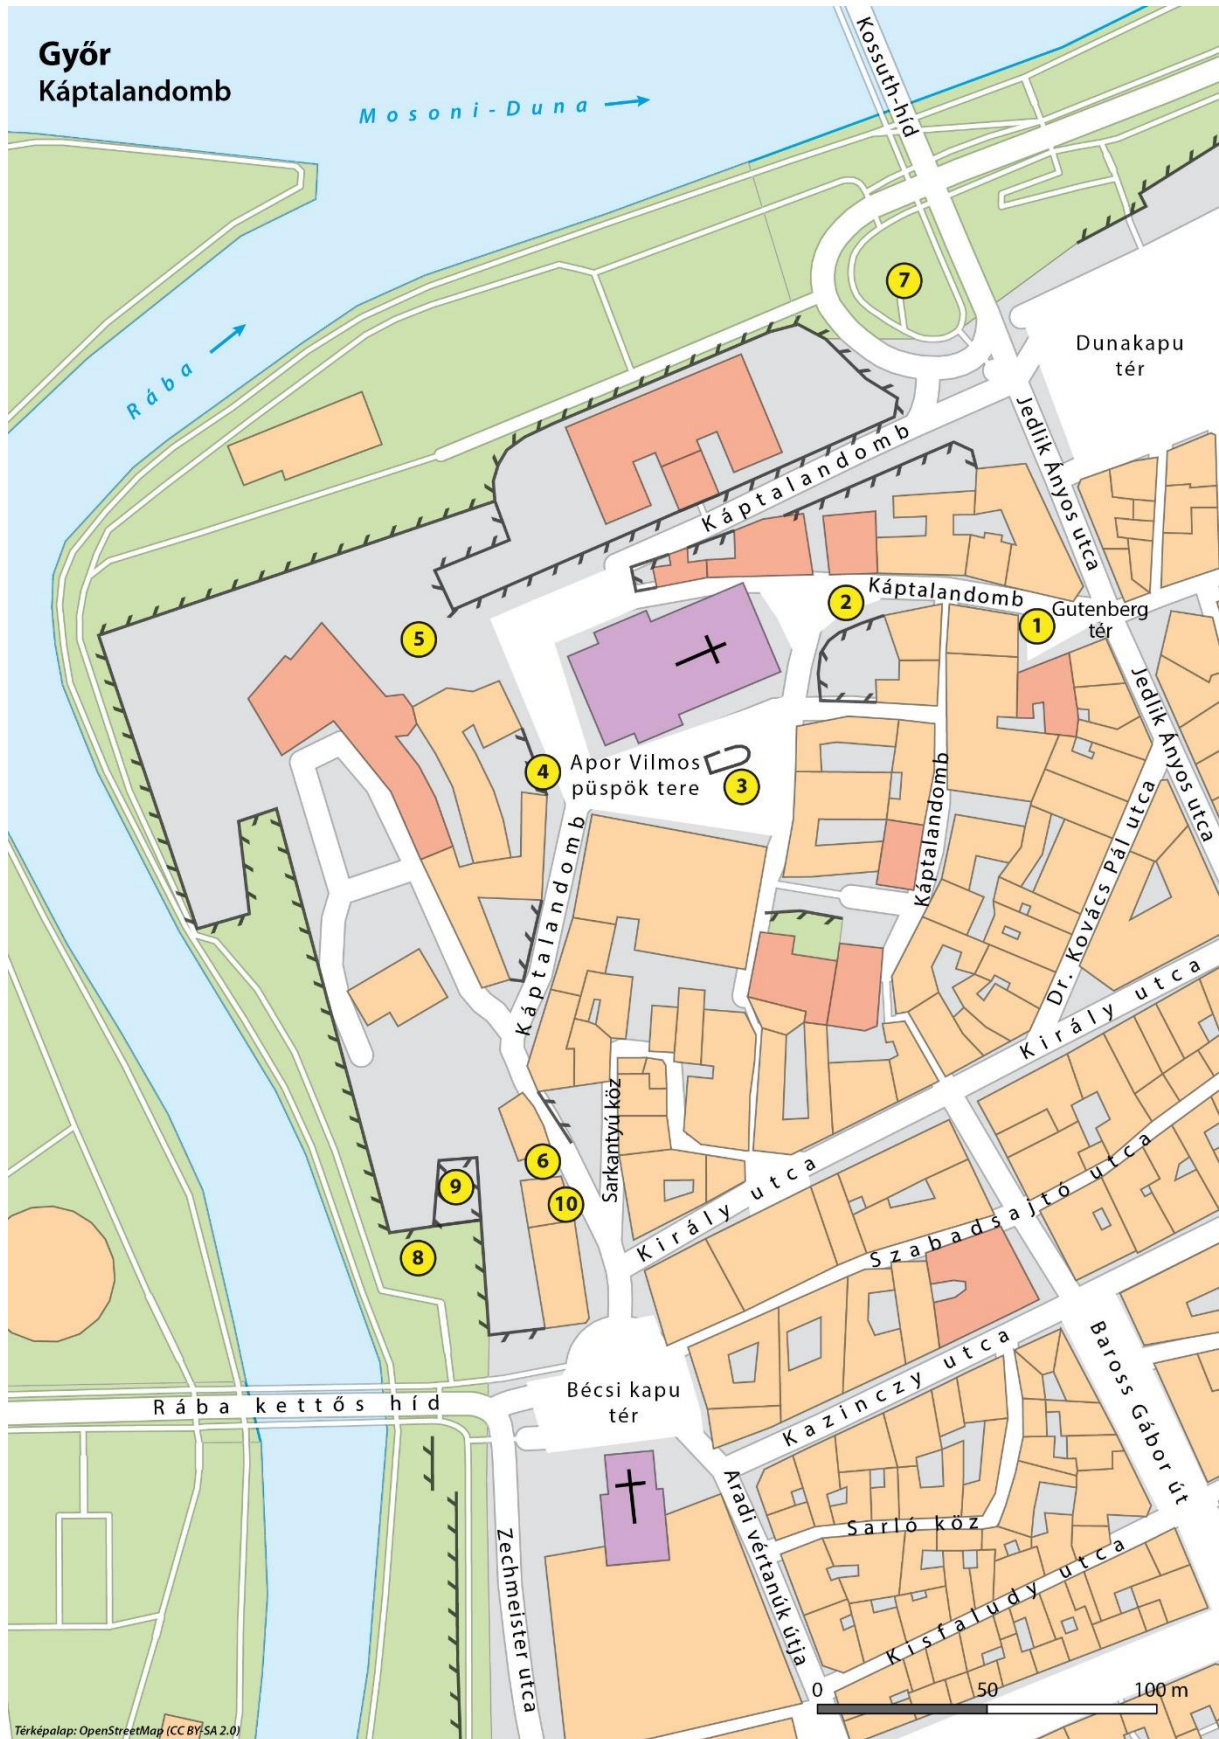 Győr
Káptalandomb
Mosoni-Duna
Kossuth-híd
7
Rába
Dunakapu
tér
Jedlik Ányos utca
Káptalandomb
2
Káptalandomb
1
Gutenberg
tér
5
Jedlik Ányos utca
4
Apor Vilmos
püspök tere
3
Káptalandomb
Káptalandomb
Dr. Kovács Pál utca
Király utca
Sarkantyú köz
6
9
10
8
Király utca
Szabadsajtó utca
Bécsi kapu
tér
Rába kettős híd
Kazinczy utca
Baross Gábor út
Zechmeister utca
Aradi vértanúk útja
Sarló köz
Kisfaludy utca
0 50 100 m
Térképalap: OpenStreetMap (CC BY-SA 2.0)